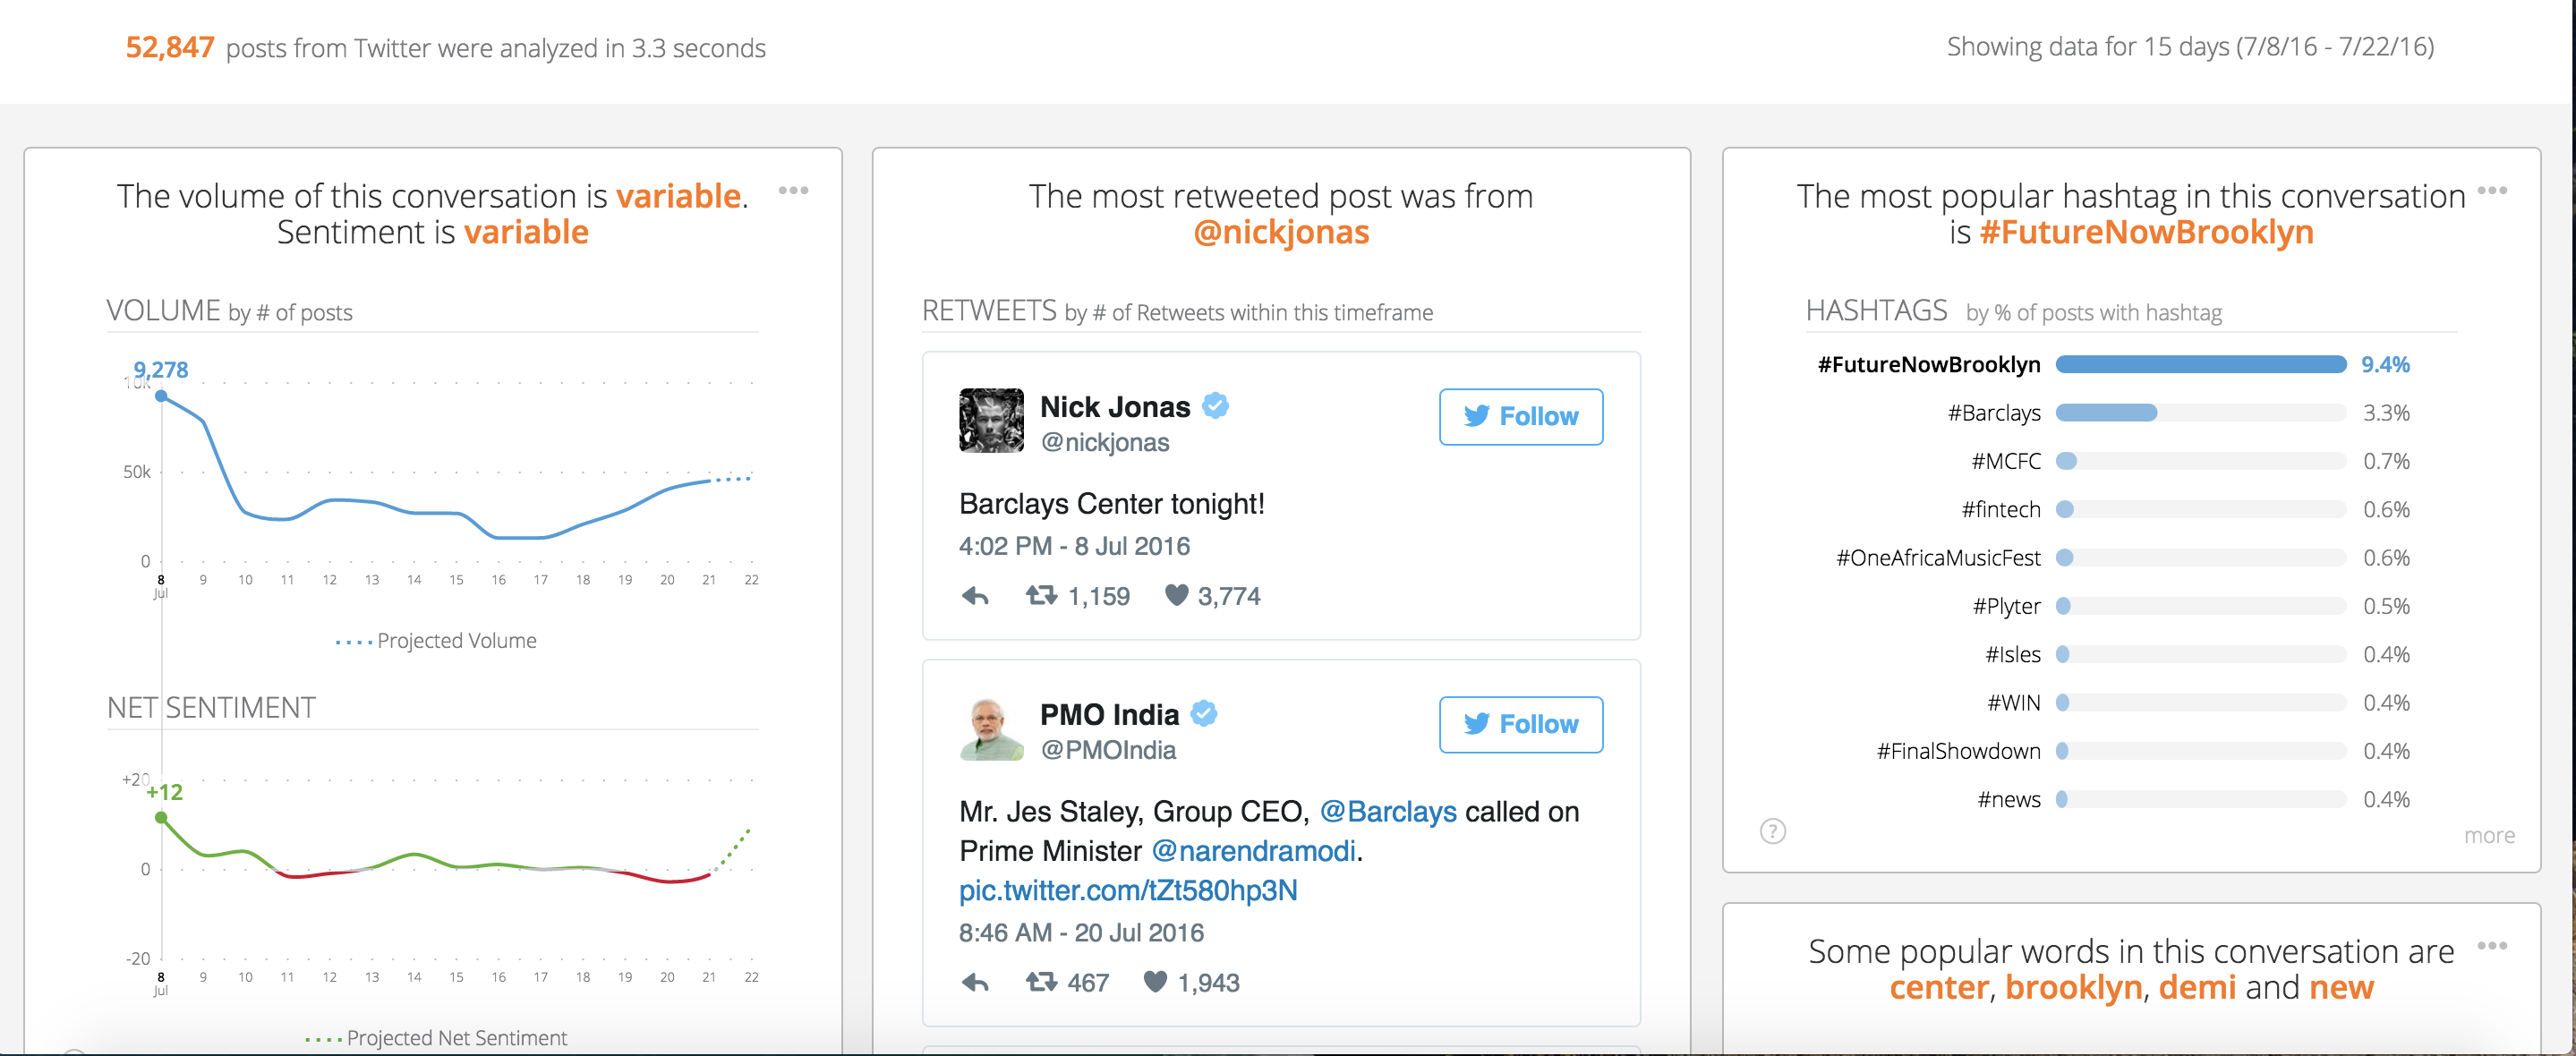 52,847 posts from Twitter were analyzed in 3.3 seconds
Showing data for 15 days (7/8/16 - 7/22/16)
The volume of this conversation is variable.
Sentiment is variable
VOLUME by # of posts
9,278
10k
50k
0
8 9 10 11 12 13 14 15 16 17 18 19 20 21 22
Jul
Projected Volume
NET SENTIMENT
+20
+12
0
-20
8 9 10 11 12 13 14 15 16 17 18 19 20 21 22
Jul
Projected Net Sentiment
The most retweeted post was from
@nickjonas
RETWEETS by # of Retweets within this timeframe
Nick Jonas
@nickjonas
Follow
Barclays Center tonight!
4:02 PM - 8 Jul 2016
1,159 3,774
PMO India
@PMOIndia
Follow
Mr. Jes Staley, Group CEO, @Barclays called on
Prime Minister @narendramodi.
pic.twitter.com/tZt580hp3N
8:46 AM - 20 Jul 2016
467 1,943
The most popular hashtag in this conversation
is #FutureNowBrooklyn
HASHTAGS by % of posts with hashtag
#FutureNowBrooklyn 9.4%
#Barclays 3.3%
#MCFC 0.7%
#fintech 0.6%
#OneAfricaMusicFest 0.6%
#Plyter 0.5%
#Isles 0.4%
#WIN 0.4%
#FinalShowdown 0.4%
#news 0.4%
?
more
Some popular words in this conversation are
center, brooklyn, demi and new